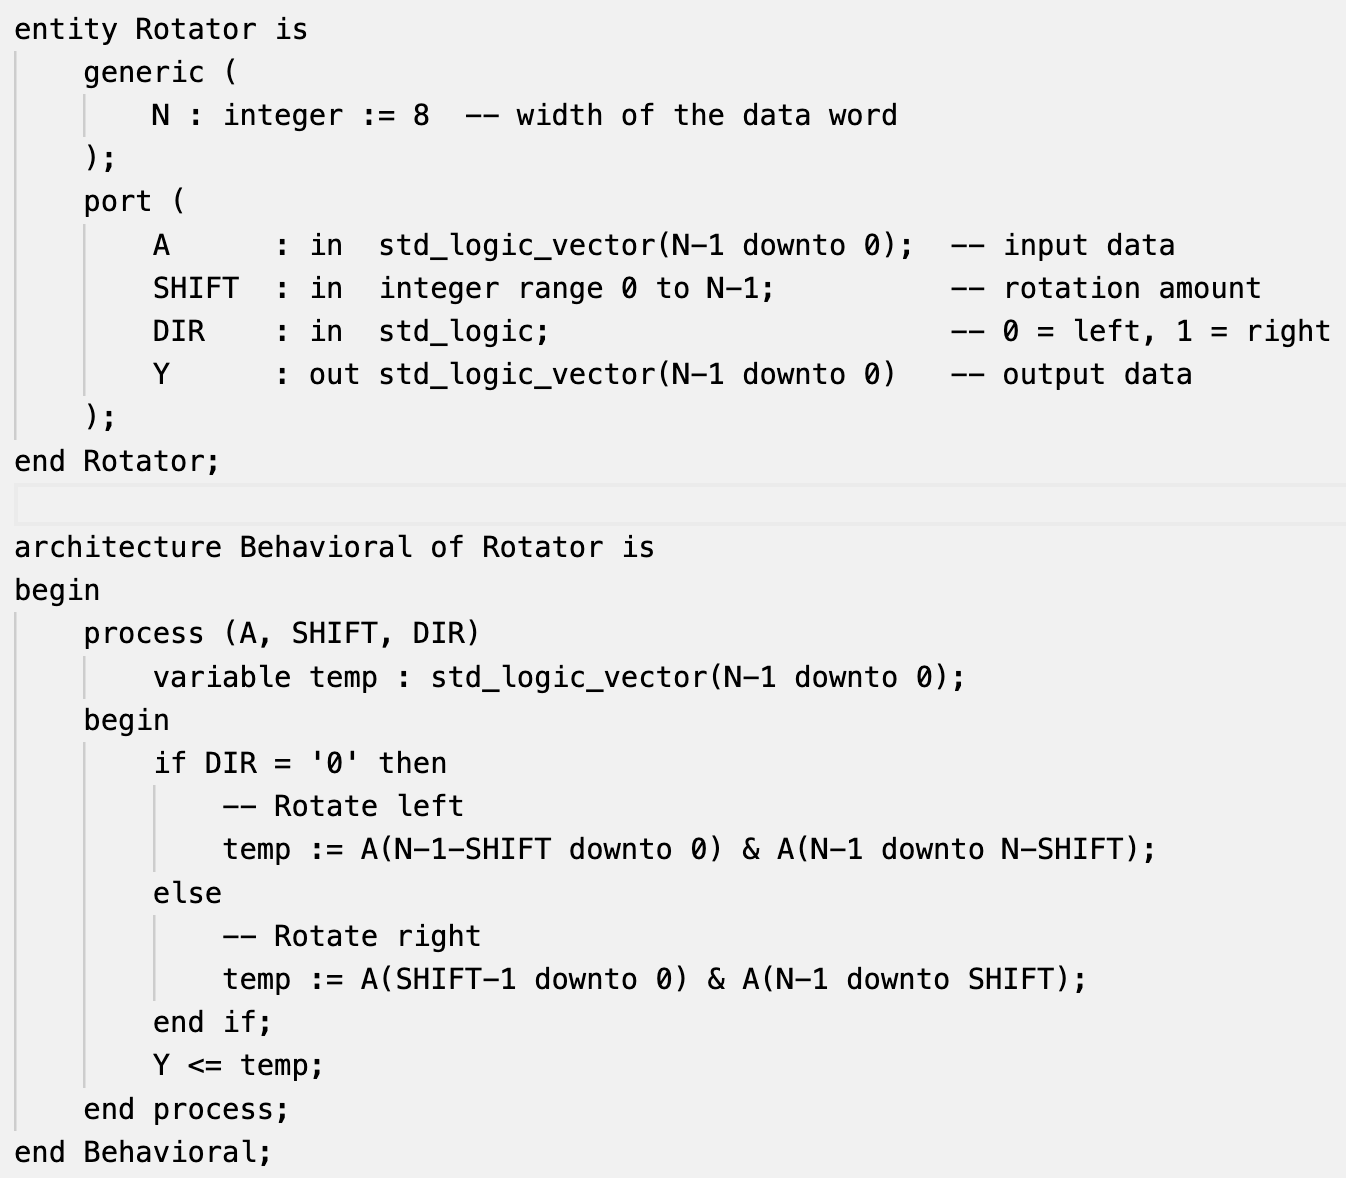 entity Rotator is
    generic (
        N : integer := 8  -- width of the data word
    );
    port (
        A      : in  std_logic_vector(N-1 downto 0);  -- input data
        SHIFT  : in  integer range 0 to N-1;          -- rotation amount
        DIR    : in  std_logic;                       -- 0 = left, 1 = right
        Y      : out std_logic_vector(N-1 downto 0)   -- output data
    );
end Rotator;

architecture Behavioral of Rotator is
begin
    process (A, SHIFT, DIR)
        variable temp : std_logic_vector(N-1 downto 0);
    begin
        if DIR = '0' then
            -- Rotate left
            temp := A(N-1-SHIFT downto 0) & A(N-1 downto N-SHIFT);
        else
            -- Rotate right
            temp := A(SHIFT-1 downto 0) & A(N-1 downto SHIFT);
        end if;
        Y <= temp;
    end process;
end Behavioral;